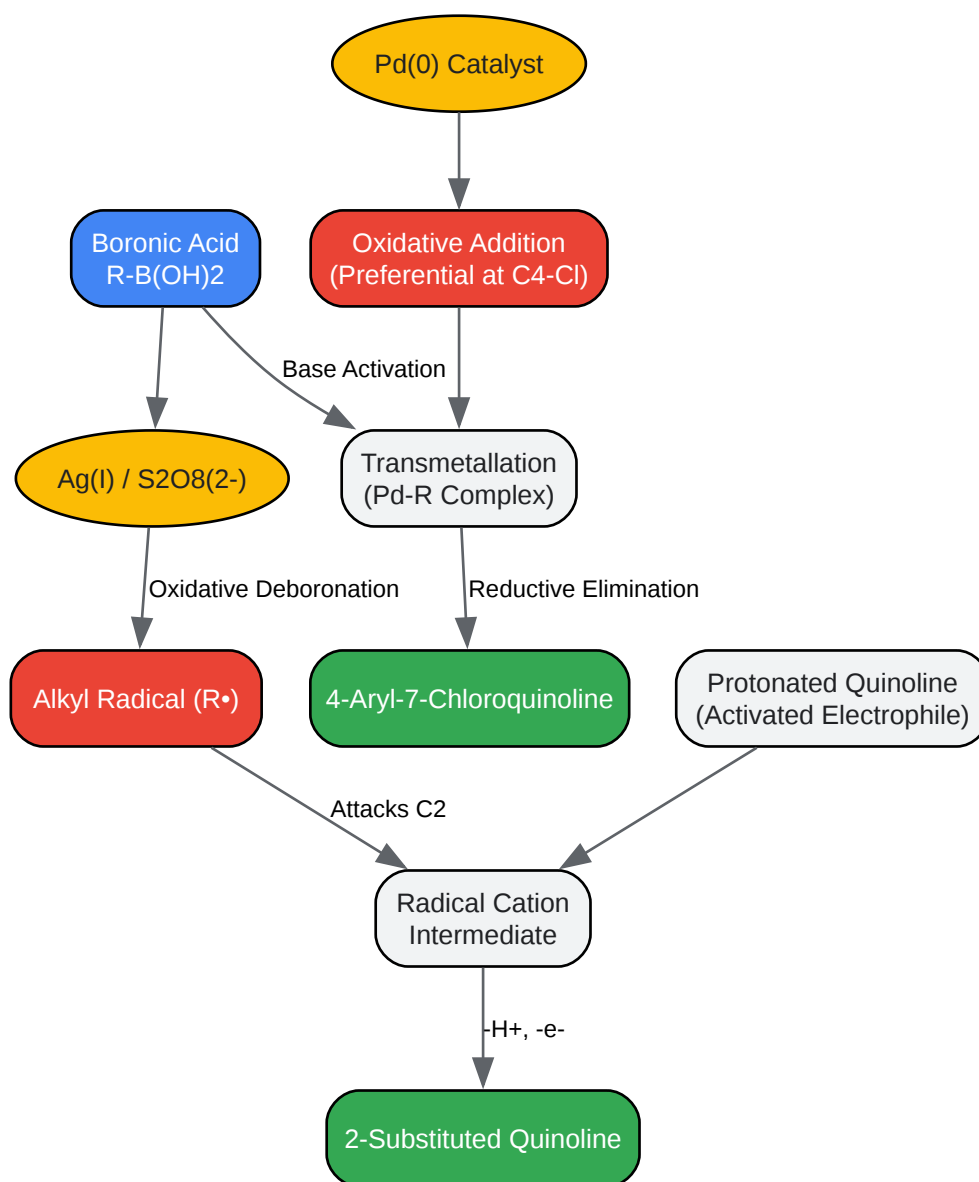 Pd(0) Catalyst
Boronic Acid
R-B(OH)2
Oxidative Addition
(Preferential at C4-Cl)
Base Activation
Ag(I) / S2O8(2-)
Transmetallation
(Pd-R Complex)
Oxidative Deboronation
Reductive Elimination
Alkyl Radical (R•)
4-Aryl-7-Chloroquinoline
Protonated Quinoline
(Activated Electrophile)
Attacks C2
Radical Cation
Intermediate
-H+, -e-
2-Substituted Quinoline